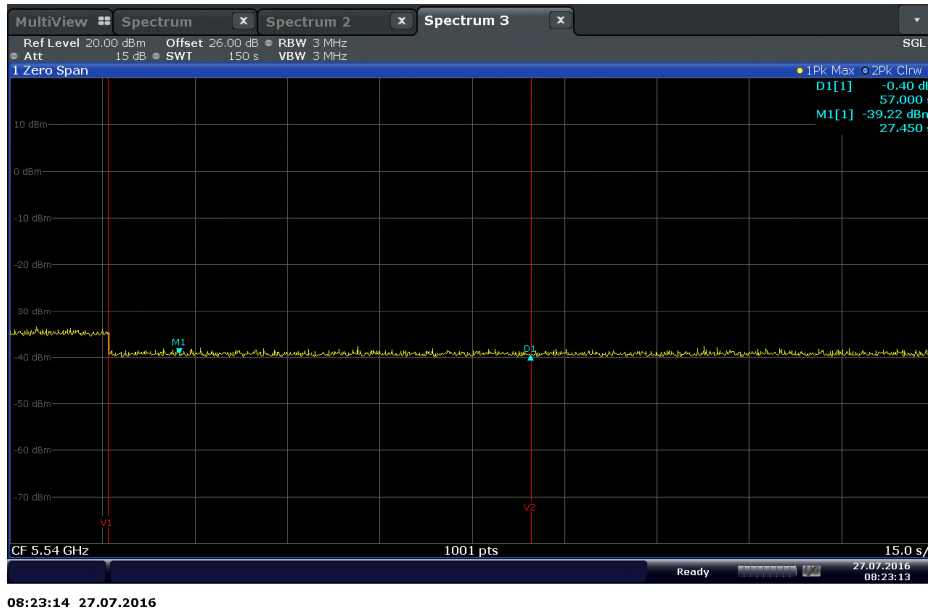 MultiView Spectrum x Spectrum 2 x Spectrum 3 x
Ref Level 20.00 dBm Offset 26.00 dB RBW 3 MHz SGL
Att 15 dB SWT 150 s VBW 3 MHz
1 Zero Span 1Pk Max 2Pk Clrw
D1[1] -0.40 dB
57.000 s
M1[1] -39.22 dBm
27.450 s
10 dBm
0 dBm
-10 dBm
-20 dBm
30 dBm
M1
D1
-40 dBm
-50 dBm
-60 dBm
-70 dBm
V2
V1
CF 5.54 GHz 1001 pts 15.0 s/
Ready 27.07.2016
08:23:13
08:23:14 27.07.2016